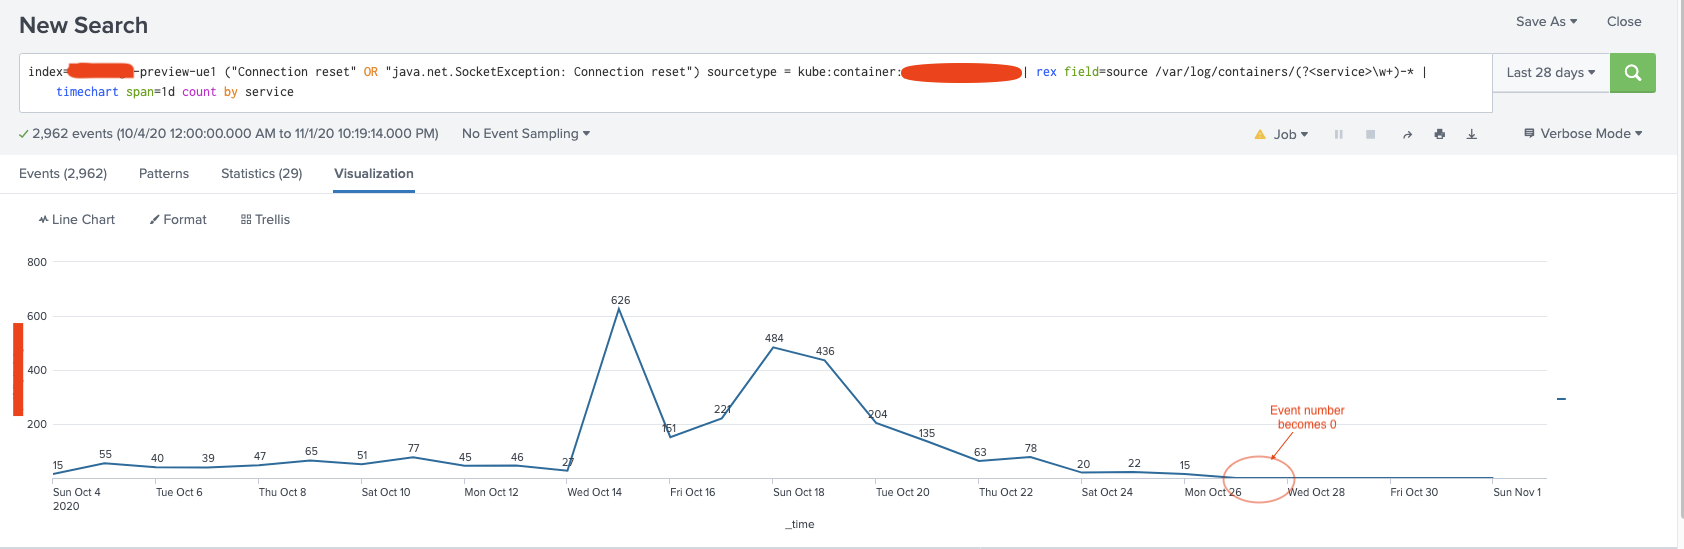 New Search
Save As
Close
index= -preview-ue1 ("Connection reset" OR "java.net.SocketException: Connection reset") sourcetype = kube:container: | rex field=source /var/log/containers/(?<service>\w+)-* |
timechart span=1d count by service
Last 28 days
2,962 events (10/4/20 12:00:00.000 AM to 11/1/20 10:19:14.000 PM)
No Event Sampling
Job
Verbose Mode
Events (2,962)
Patterns
Statistics (29)
Visualization
Line Chart
Format
Trellis
800
600
400
200
15
55
40
39
47
65
51
77
45
46
27
626
151
221
484
436
204
135
63
78
20
22
15
Event number
becomes 0
Sun Oct 4
2020
Tue Oct 6
Thu Oct 8
Sat Oct 10
Mon Oct 12
Wed Oct 14
Fri Oct 16
Sun Oct 18
Tue Oct 20
Thu Oct 22
Sat Oct 24
Mon Oct 26
Wed Oct 28
Fri Oct 30
Sun Nov 1
_time